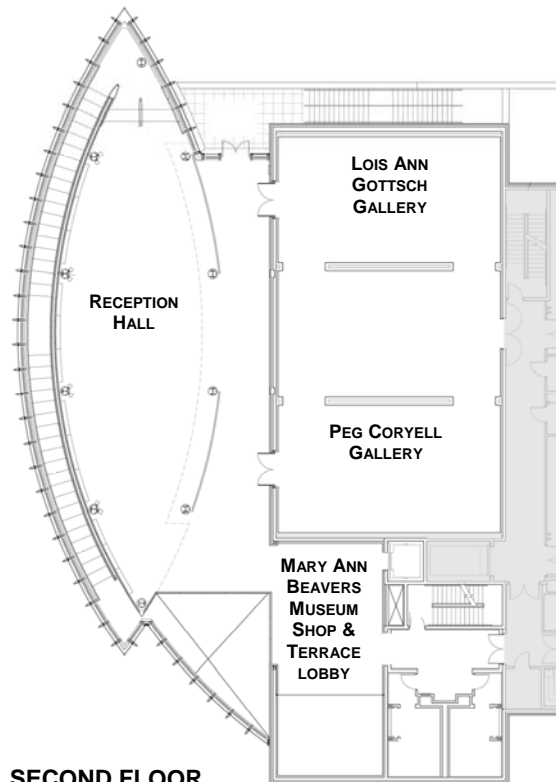 LOIS ANN
GOTTSCH
GALLERY
RECEPTION
HALL
PEG CORYELL
GALLERY
MARY ANN
BEAVERS
MUSEUM
SHOP &
TERRACE
LOBBY
SECOND FLOOR